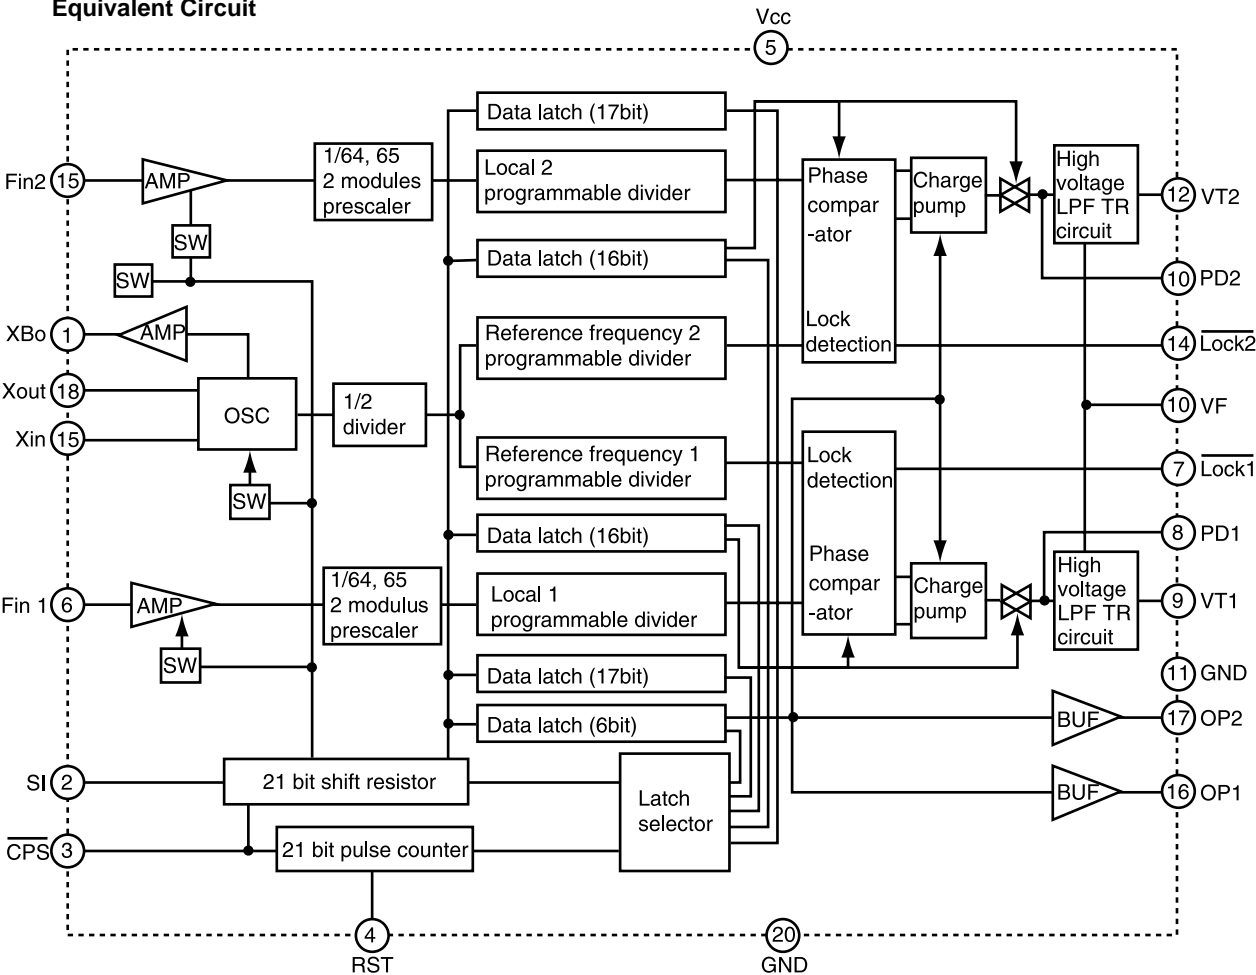 Equivalent Circuit
Vcc
5
Data latch (17bit)
Fin2 15
AMP
1/64, 65
2 modules
prescaler
Local 2
programmable divider
Phase
compar
-ator
Charge
pump
High
voltage
LPF TR
circuit
12 VT2
SW
SW
Data latch (16bit)
10 PD2
XBo 1
AMP
Reference frequency 2
programmable divider
Lock
detection
14 Lock2
Xout 18
OSC
1/2
divider
10 VF
Xin 15
Reference frequency 1
programmable divider
Lock
detection
7 Lock1
SW
Data latch (16bit)
8 PD1
Fin 1 6
AMP
1/64, 65
2 modulus
prescaler
Local 1
programmable divider
Phase
compar
-ator
Charge
pump
High
voltage
LPF TR
circuit
9 VT1
SW
Data latch (17bit)
11 GND
Data latch (6bit)
BUF
17 OP2
SI 2
21 bit shift resistor
Latch
selector
BUF
16 OP1
CPS 3
21 bit pulse counter
4
RST
20
GND